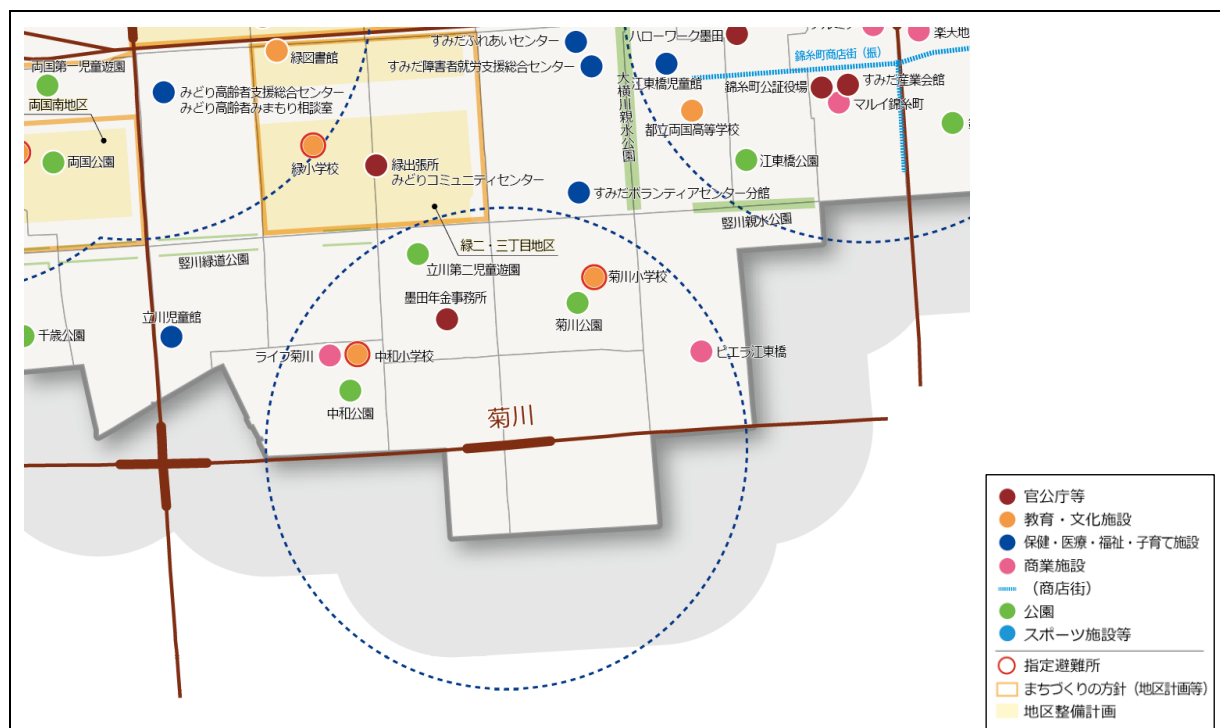 すみだふれあいセンター
ハローワーク墨田
楽天地
緑図書館
錦糸町商店街（振）
両国第一児童遊園
すみだ障害者就労支援総合センター
江東橋児童館
錦糸町公証役場
すみだ産業会館
マルイ錦糸町
みどり高齢者支援総合センター
みどり高齢者みまもり相談室
両国南地区
大横川親水公園
都立両国高等学校
両国公園
緑小学校
緑出張所
みどりコミュニティセンター
江東橋公園
すみだボランティアセンター分館
竪川親水公園
緑二・三丁目地区
竪川緑道公園
立川第二児童遊園
菊川小学校
墨田年金事務所
菊川公園
立川児童館
千歳公園
ライフ菊川
中和小学校
ピエラ江東橋
中和公園
菊川
官公庁等
教育・文化施設
保健・医療・福祉・子育て施設
商業施設
（商店街）
公園
スポーツ施設等
指定避難所
まちづくりの方針（地区計画等）
地区整備計画